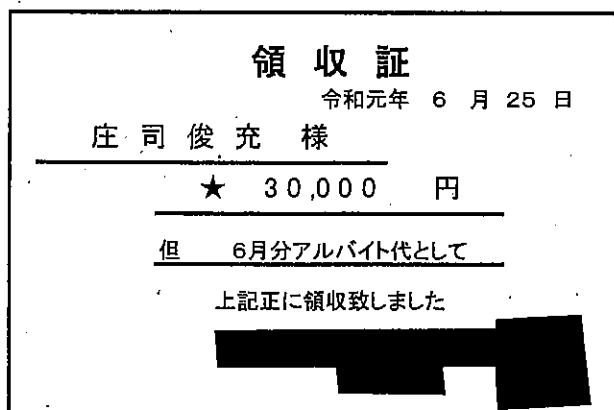 領収証
令和元年 6 月 25 日
庄司俊充 様
★ 30,000 円
但 6月分アルバイト代として
上記正に領収致しました